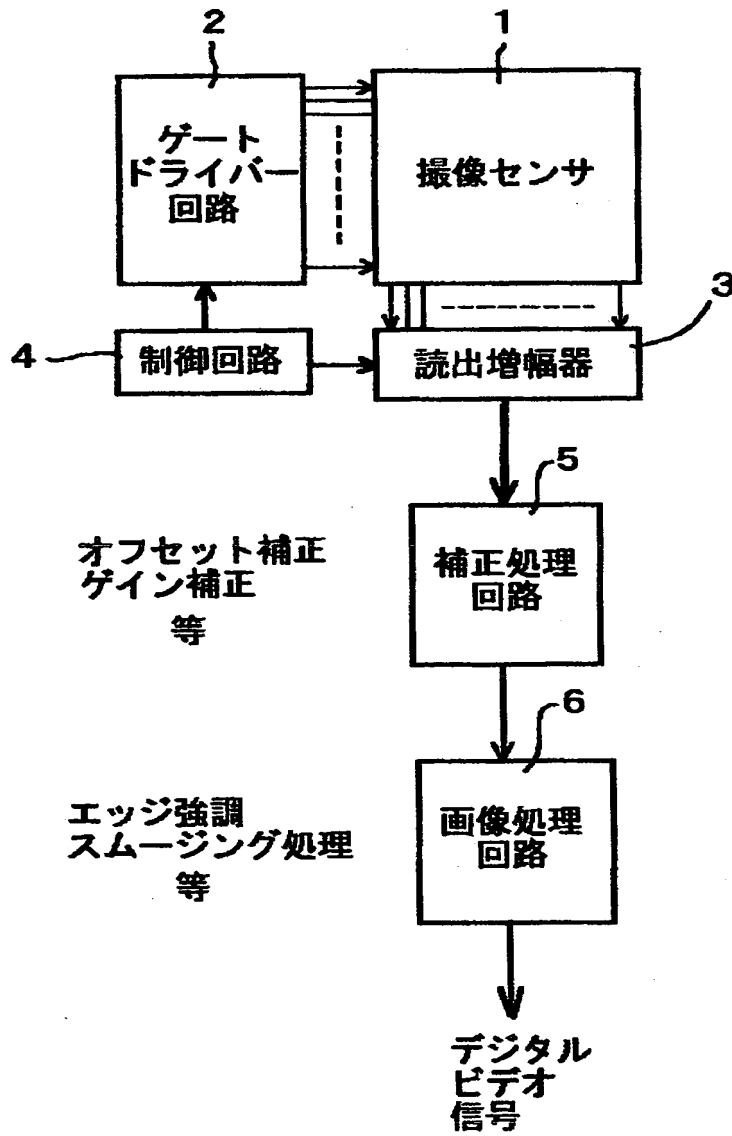 2
1
ゲート
ドライバー
回路
撮像センサ
3
4
制御回路
読出増幅器
5
オフセット補正
ゲイン補正
等
補正処理
回路
6
エッジ強調
スムージング処理
等
画像処理
回路
デジタル
ビデオ
信号